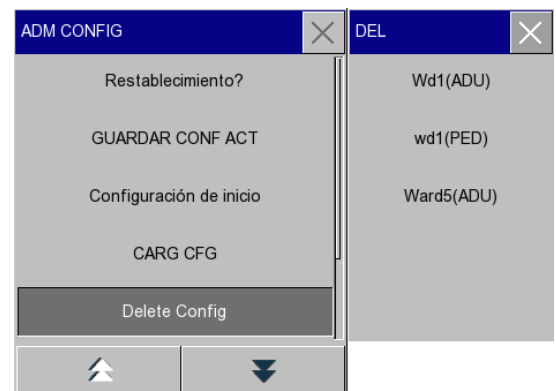 ADM CONFIG
Restablecimiento?
GUARDAR CONF ACT
Configuración de inicio
CARG CFG
Delete Config
DEL
Wd1(ADU)
wd1(PED)
Ward5(ADU)